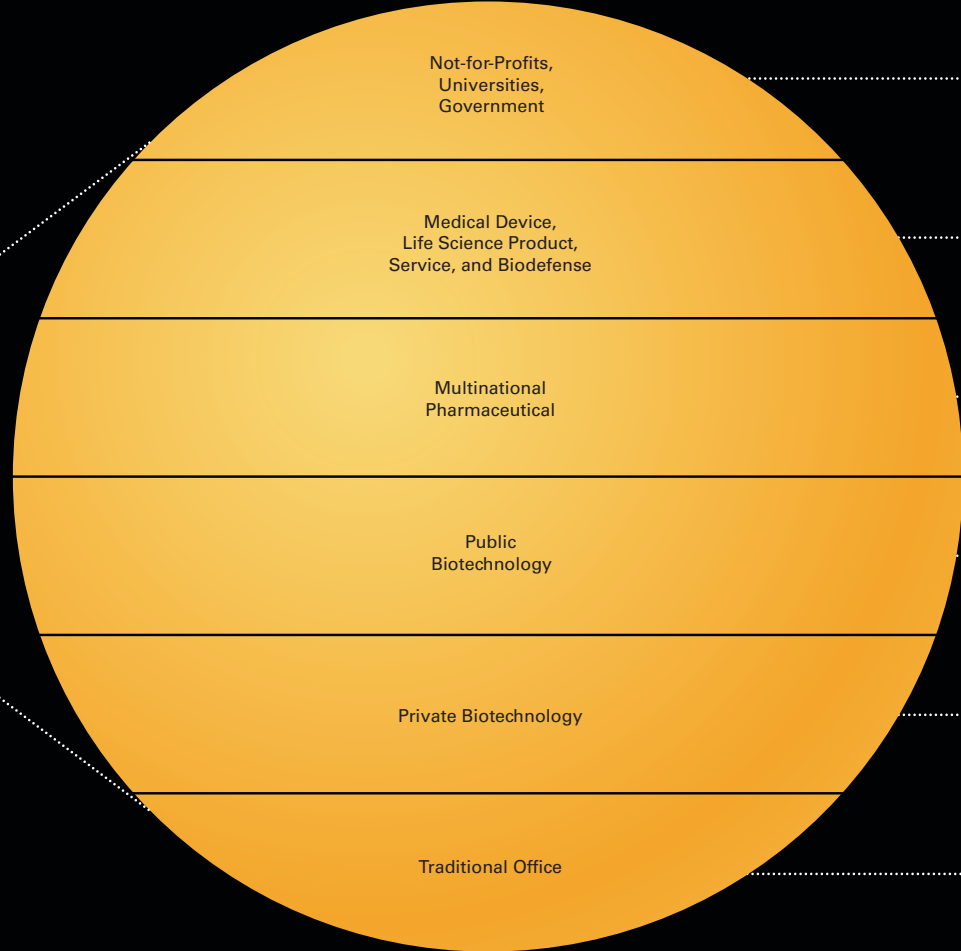 Not-for-Profits,
Universities,
Government
Medical Device,
Life Science Product,
Service, and Biodefense
Multinational
Pharmaceutical
Public
Biotechnology
Private Biotechnology
Traditional Office